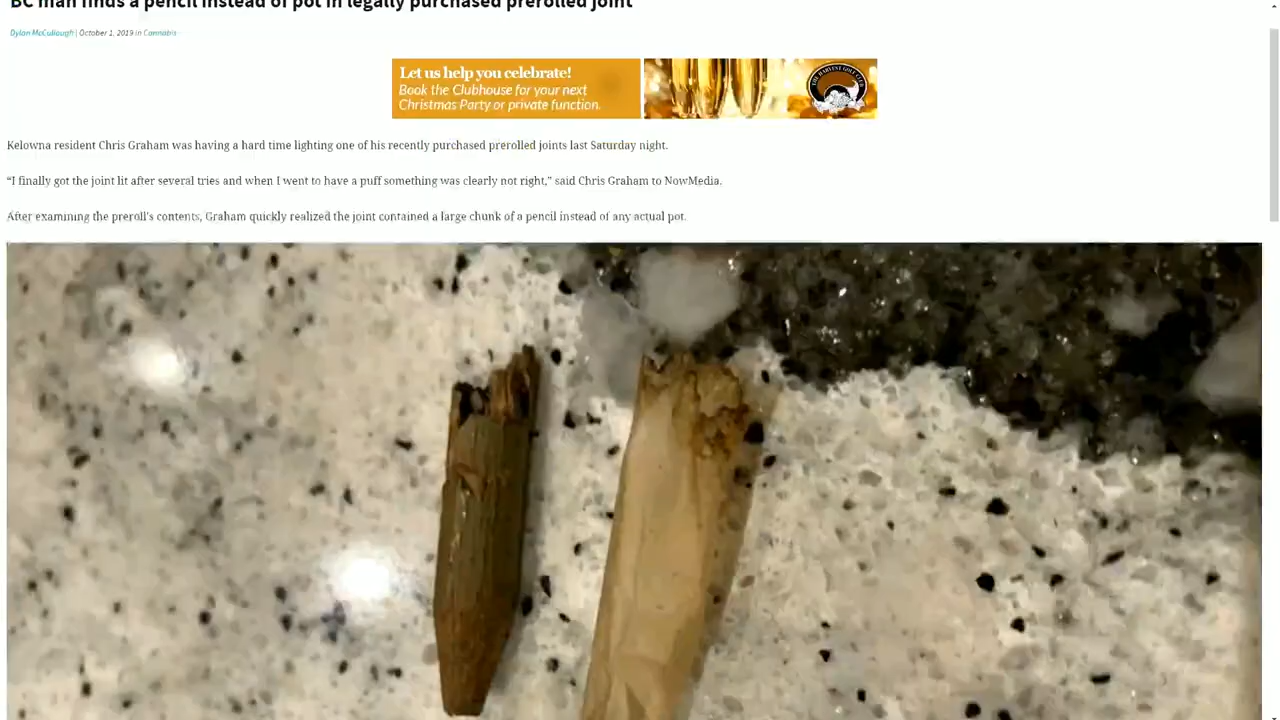 BC man finds a pencil instead of pot in legally purchased prerolled joint
Dylan McCullough | October 1, 2019 in Cannabis
Let us help you celebrate!
Book the Clubhouse for your next
Christmas Party or private function.
THE HARVEST GOLF CLUB
Kelowna resident Chris Graham was having a hard time lighting one of his recently purchased prerolled joints last Saturday night.
“I finally got the joint lit after several tries and when I went to have a puff something was clearly not right,” said Chris Graham to NowMedia.
After examining the preroll's contents, Graham quickly realized the joint contained a large chunk of a pencil instead of any actual pot.